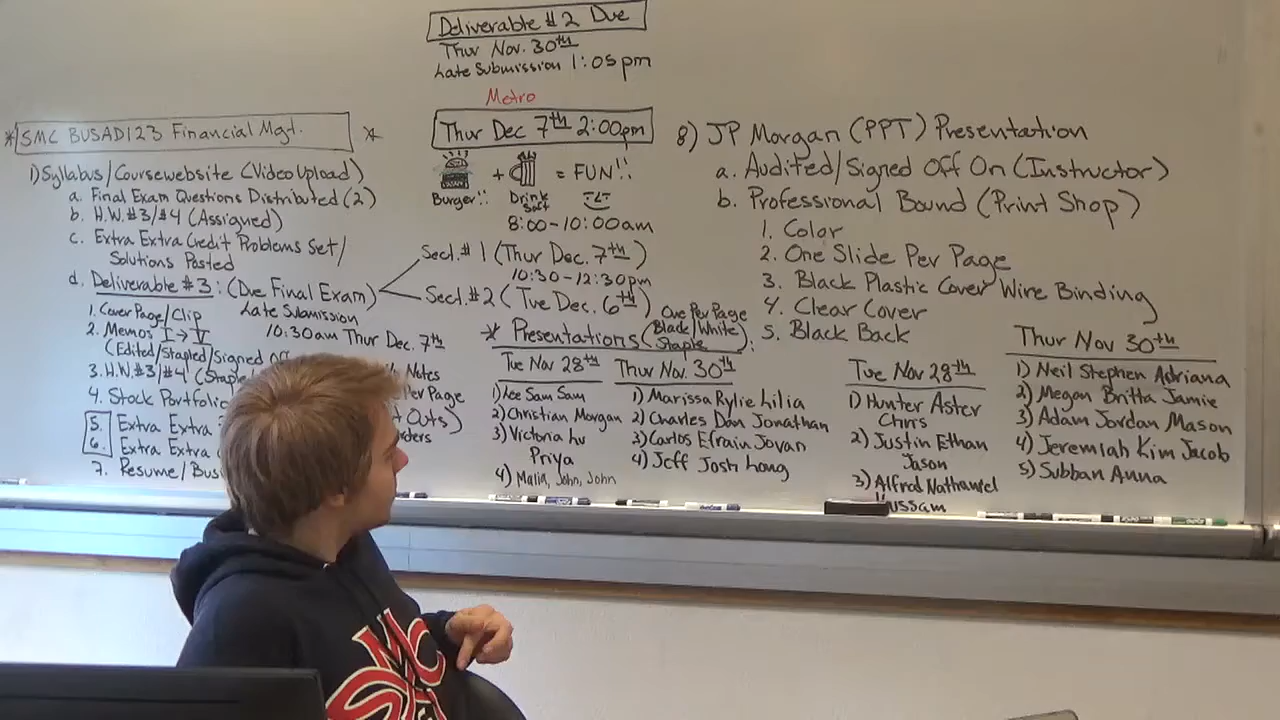 Deliverable #2 Due
Thur Nov. 30th
Late Submission 1:05pm
Metro
Thur Dec 7th 2:00pm
Burger!! + Drink Soft = FUN!!
* SMC BUSAD123 Financial Mgt. *
1) Syllabus/Coursewebsite (Video Upload)
a. Final Exam Questions Distributed (2)
b. H.W.#3/#4 (Assigned)
c. Extra Extra Credit Problems Set/
Solutions Posted
d. Deliverable #3: (Due Final Exam)
Late Submission
10:30am Thur Dec. 7th
8:00-10:00am
Sect.#1 (Thur Dec. 7th)
10:30-12:30pm
Sect.#2 (Tue Dec. 6th)
1. Cover Page/Clip
2. Memos I→V
(Edited/Stapled/Signed Off
3. H.W.#3/#4 (Staple
4. Stock Portfolio
5. Extra Extra
6. Extra Extra
7. Resume/Bus
Notes
Per Page
Outs)
* Presentations (One Per Page
Black/White)
Staple
Tue Nov 28th
1) Lee Sam Sam
2) Christian Morgan
3) Victoria Lu
Priya
4) Malia, John, John
Thur Nov. 30th
1) Marissa Rylie Lilia
2) Charles Dan Jonathan
3) Carlos Efrain Jovan
4) Jeff Josh Long
8) JP Morgan (PPT) Presentation
a. Audited/Signed Off On (Instructor)
b. Professional Bound (Print Shop)
1. Color
2. One Slide Per Page
3. Black Plastic Cover Wire Binding
4. Clear Cover
5. Black Back
Tue Nov 28th
1) Hunter Aster
Chris
2) Justin Ethan
Jason
3) Alfred Nathaniel
Hussam
Thur Nov 30th
1) Neil Stephen Adriana
2) Megan Britta Jamie
3) Adam Jordan Mason
4) Jeremiah Kim Jacob
5) Subban Anna
SMC